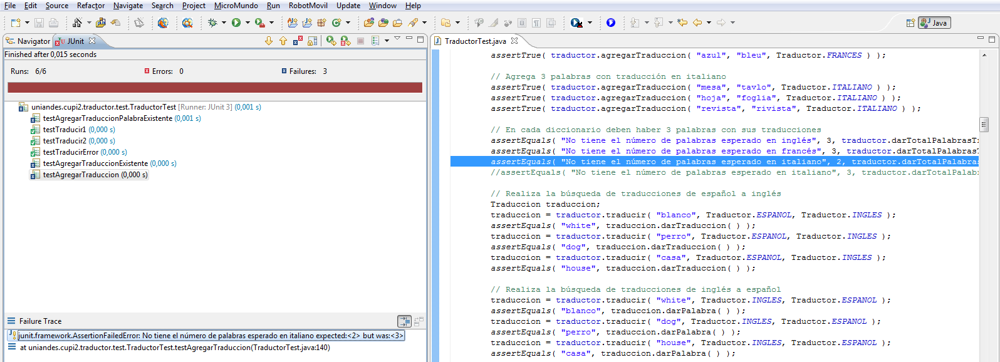 File Edit Source Refactor Navigate Search Project MicroMundo Run RobotMovil Update Window Help
Java
Navigator JUnit
Finished after 0,015 seconds
Runs: 6/6 Errors: 0 Failures: 3
uniandes.cupi2.traductor.test.TraductorTest [Runner: JUnit 3] (0,001 s)
testAgregarTraduccionPalabraExistente (0,001 s)
testTraducir1 (0,000 s)
testTraducir2 (0,000 s)
testTraducirError (0,000 s)
testAgregarTraduccionExistente (0,000 s)
testAgregarTraduccion (0,000 s)
Failure Trace
junit.framework.AssertionFailedError: No tiene el número de palabras esperado en italiano expected:<2> but was:<3>
at uniandes.cupi2.traductor.test.TraductorTest.testAgregarTraduccion(TraductorTest.java:140)
TraductorTest.java
assertTrue( traductor.agregarTraduccion( "azul", "bleu", Traductor.FRANCES ) );
// Agrega 3 palabras con traducción en italiano
assertTrue( traductor.agregarTraduccion( "mesa", "tavlo", Traductor.ITALIANO ) );
assertTrue( traductor.agregarTraduccion( "hoja", "foglia", Traductor.ITALIANO ) );
assertTrue( traductor.agregarTraduccion( "revista", "rivista", Traductor.ITALIANO ) );
// En cada diccionario deben haber 3 palabras con sus traducciones
assertEquals( "No tiene el número de palabras esperado en inglés", 3, traductor.darTotalPalabrasT
assertEquals( "No tiene el número de palabras esperado en francés", 3, traductor.darTotalPalabras
assertEquals( "No tiene el número de palabras esperado en italiano", 2, traductor.darTotalPalabras
//assertEquals( "No tiene el número de palabras esperado en italiano", 3, traductor.darTotalPalab
// Realiza la búsqueda de traducciones de español a inglés
Traduccion traduccion;
traduccion = traductor.traducir( "blanco", Traductor.ESPANOL, Traductor.INGLES );
assertEquals( "white", traduccion.darTraduccion( ) );
traduccion = traductor.traducir( "perro", Traductor.ESPANOL, Traductor.INGLES );
assertEquals( "dog", traduccion.darTraduccion( ) );
traduccion = traductor.traducir( "casa", Traductor.ESPANOL, Traductor.INGLES );
assertEquals( "house", traduccion.darTraduccion( ) );
// Realiza la búsqueda de traducciones de inglés a español
traduccion = traductor.traducir( "white", Traductor.INGLES, Traductor.ESPANOL );
assertEquals( "blanco", traduccion.darPalabra( ) );
traduccion = traductor.traducir( "dog", Traductor.INGLES, Traductor.ESPANOL );
assertEquals( "perro", traduccion.darPalabra( ) );
traduccion = traductor.traducir( "house", Traductor.INGLES, Traductor.ESPANOL );
assertEquals( "casa", traduccion.darPalabra( ) );